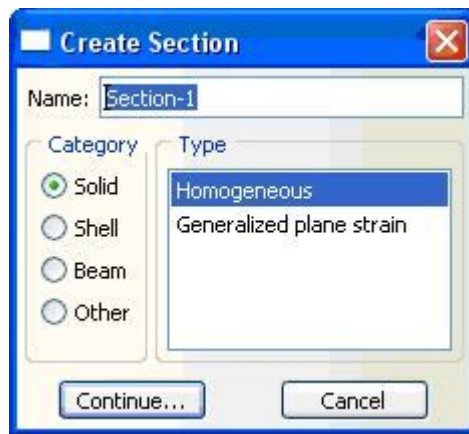 Create Section
Name: Section-1
Category
Solid
Shell
Beam
Other
Type
Homogeneous
Generalized plane strain
Continue...
Cancel